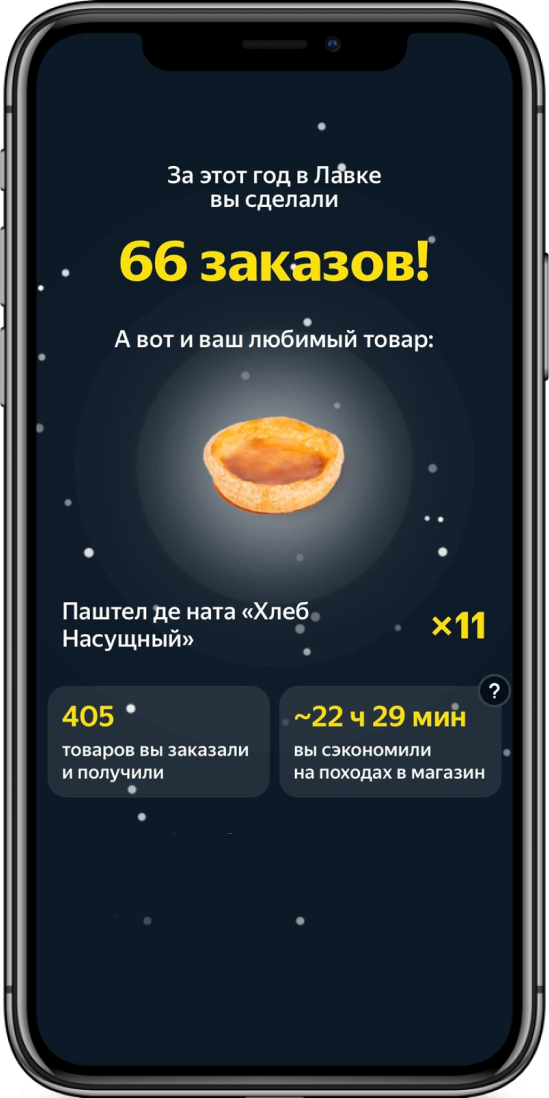 За этот год в Лавке
вы сделали
66 заказов!
А вот и ваш любимый товар:
Паштел де ната «Хлеб
Насущный»
×11
?
405
товаров вы заказали
и получили
~22 ч 29 мин
вы сэкономили
на походах в магазин